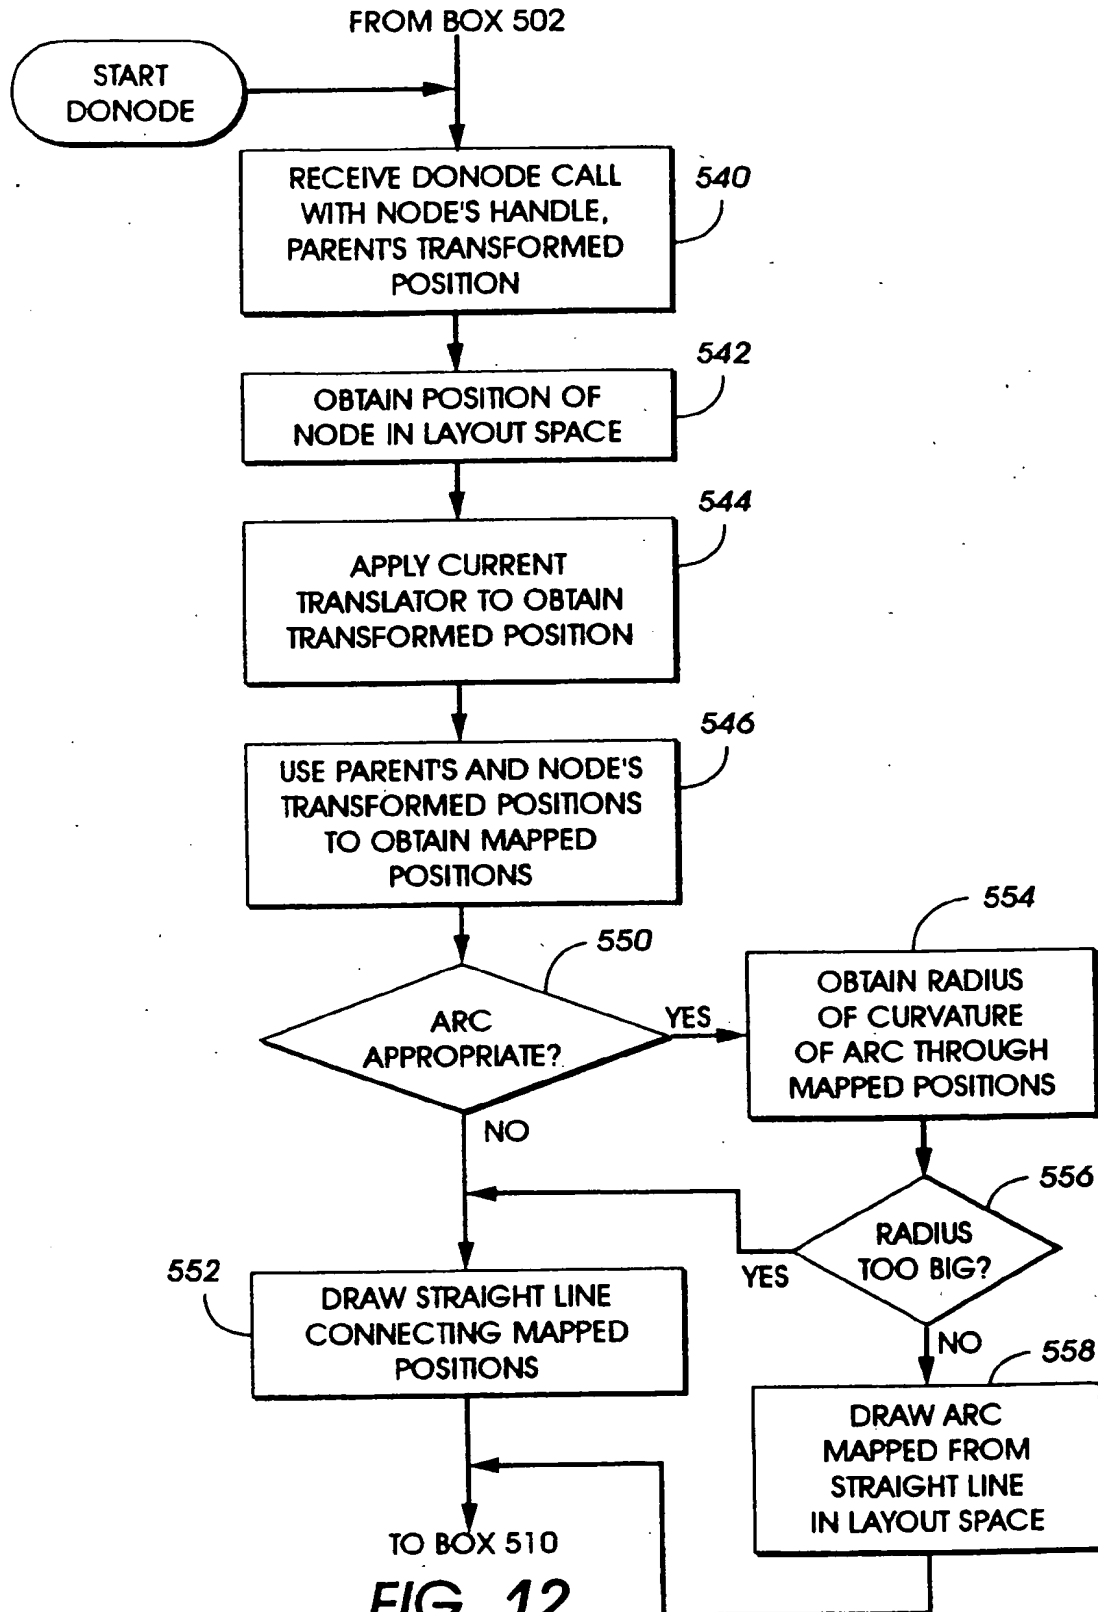 FROM BOX 502
START
DONODE
RECEIVE DONODE CALL
WITH NODE'S HANDLE,
PARENT'S TRANSFORMED
POSITION
540
OBTAIN POSITION OF
NODE IN LAYOUT SPACE
542
APPLY CURRENT
TRANSLATOR TO OBTAIN
TRANSFORMED POSITION
544
USE PARENT'S AND NODE'S
TRANSFORMED POSITIONS
TO OBTAIN MAPPED
POSITIONS
546
ARC
APPROPRIATE?
550
YES
NO
OBTAIN RADIUS
OF CURVATURE
OF ARC THROUGH
MAPPED POSITIONS
554
RADIUS
TOO BIG?
556
YES
NO
552
DRAW STRAIGHT LINE
CONNECTING MAPPED
POSITIONS
558
DRAW ARC
MAPPED FROM
STRAIGHT LINE
IN LAYOUT SPACE
TO BOX 510
FIG. 12